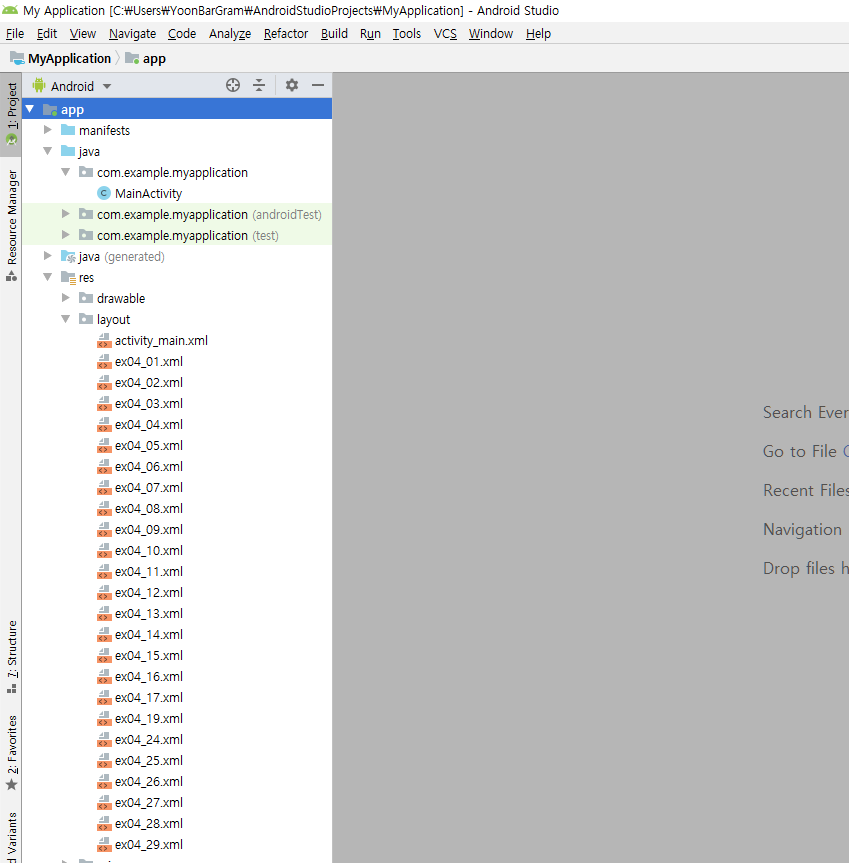 My Application [C:₩Users₩YoonBarGram₩AndroidStudioProjects₩MyApplication] - Android Studio
File Edit View Navigate Code Analyze Refactor Build Run Tools VCS Window Help
MyApplication app
1: Project
Resource Manager
7: Structure
2: Favorites
d Variants
Android
app
manifests
java
com.example.myapplication
C MainActivity
com.example.myapplication (androidTest)
com.example.myapplication (test)
java (generated)
res
drawable
layout
activity_main.xml
ex04_01.xml
ex04_02.xml
ex04_03.xml
ex04_04.xml
ex04_05.xml
ex04_06.xml
ex04_07.xml
ex04_08.xml
ex04_09.xml
ex04_10.xml
ex04_11.xml
ex04_12.xml
ex04_13.xml
ex04_14.xml
ex04_15.xml
ex04_16.xml
ex04_17.xml
ex04_19.xml
ex04_24.xml
ex04_25.xml
ex04_26.xml
ex04_27.xml
ex04_28.xml
ex04_29.xml
Search Ever
Go to File C
Recent Files
Navigation
Drop files h